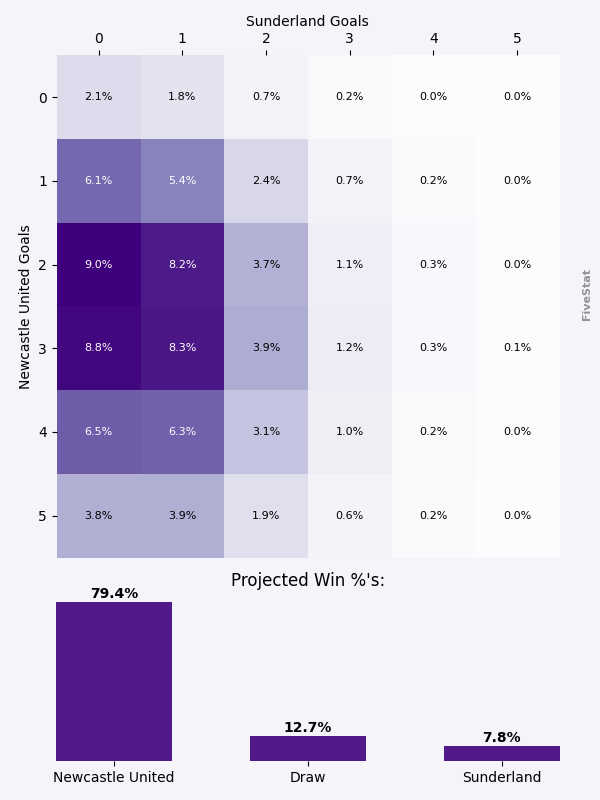 Sunderland Goals
0 1 2 3 4 5
0 2.1% 1.8% 0.7% 0.2% 0.0% 0.0%
1 6.1% 5.4% 2.4% 0.7% 0.2% 0.0%
2 9.0% 8.2% 3.7% 1.1% 0.3% 0.0%
3 8.8% 8.3% 3.9% 1.2% 0.3% 0.1%
4 6.5% 6.3% 3.1% 1.0% 0.2% 0.0%
5 3.8% 3.9% 1.9% 0.6% 0.2% 0.0%
Newcastle United Goals
FiveStat
Projected Win %'s:
79.4% 12.7% 7.8%
Newcastle United Draw Sunderland